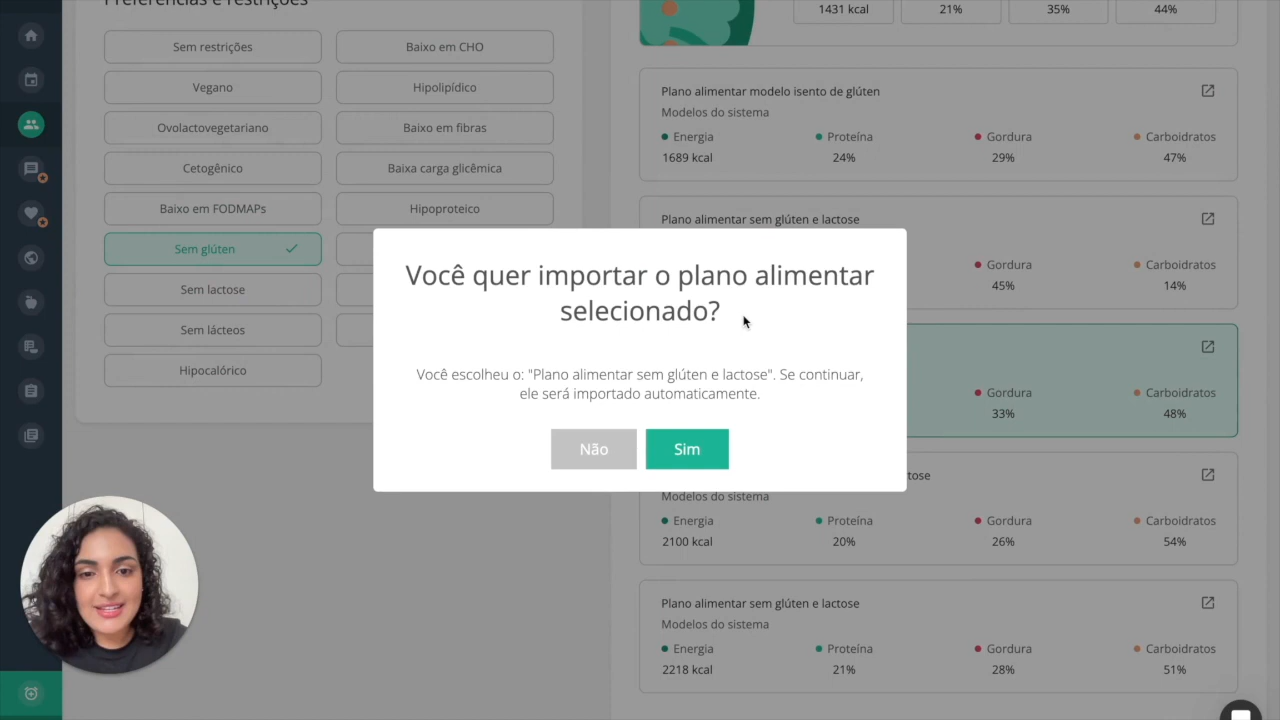 Preferências e restrições
Sem restrições
Baixo em CHO
Vegano
Hipolipídico
Ovolactovegetariano
Baixo em fibras
Cetogênico
Baixa carga glicêmica
Baixo em FODMAPs
Hipoproteico
Sem glúten
Sem lactose
Sem lácteos
Hipocalórico
1431 kcal
21%
35%
44%
Plano alimentar modelo isento de glúten
Modelos do sistema
Energia
Proteína
Gordura
Carboidratos
1689 kcal
24%
29%
47%
Plano alimentar sem glúten e lactose
Gordura
Carboidratos
45%
14%
Gordura
Carboidratos
33%
48%
Modelos do sistema
Energia
Proteína
Gordura
Carboidratos
2100 kcal
20%
26%
54%
Plano alimentar sem glúten e lactose
Modelos do sistema
Energia
Proteína
Gordura
Carboidratos
2218 kcal
21%
28%
51%
Você quer importar o plano alimentar
selecionado?
Você escolheu o: "Plano alimentar sem glúten e lactose". Se continuar,
ele será importado automaticamente.
Não
Sim